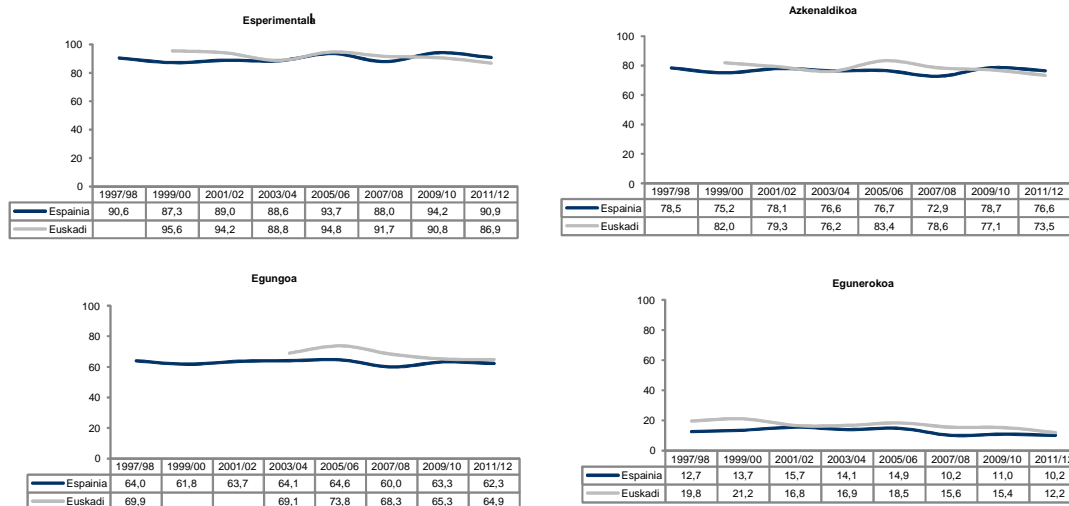 Esperimentala
100
80
60
40
20
0
1997/98 1999/00 2001/02 2003/04 2005/06 2007/08 2009/10 2011/12
Espainia 90,6 87,3 89,0 88,6 93,7 88,0 94,2 90,9
Euskadi 95,6 94,2 88,8 94,8 91,7 90,8 86,9
Azkenaldikoa
100
80
60
40
20
0
1997/98 1999/00 2001/02 2003/04 2005/06 2007/08 2009/10 2011/12
Espainia 78,5 75,2 78,1 76,6 76,7 72,9 78,7 76,6
Euskadi 82,0 79,3 76,2 83,4 78,6 77,1 73,5
Egungoa
100
80
60
40
20
0
1997/98 1999/00 2001/02 2003/04 2005/06 2007/08 2009/10 2011/12
Espainia 64,0 61,8 63,7 64,1 64,6 60,0 63,3 62,3
Euskadi 69,9 69,1 73,8 68,3 65,3 64,9
Egunerokoa
100
80
60
40
20
0
1997/98 1999/00 2001/02 2003/04 2005/06 2007/08 2009/10 2011/12
Espainia 12,7 13,7 15,7 14,1 14,9 10,2 11,0 10,2
Euskadi 19,8 21,2 16,8 16,9 18,5 15,6 15,4 12,2